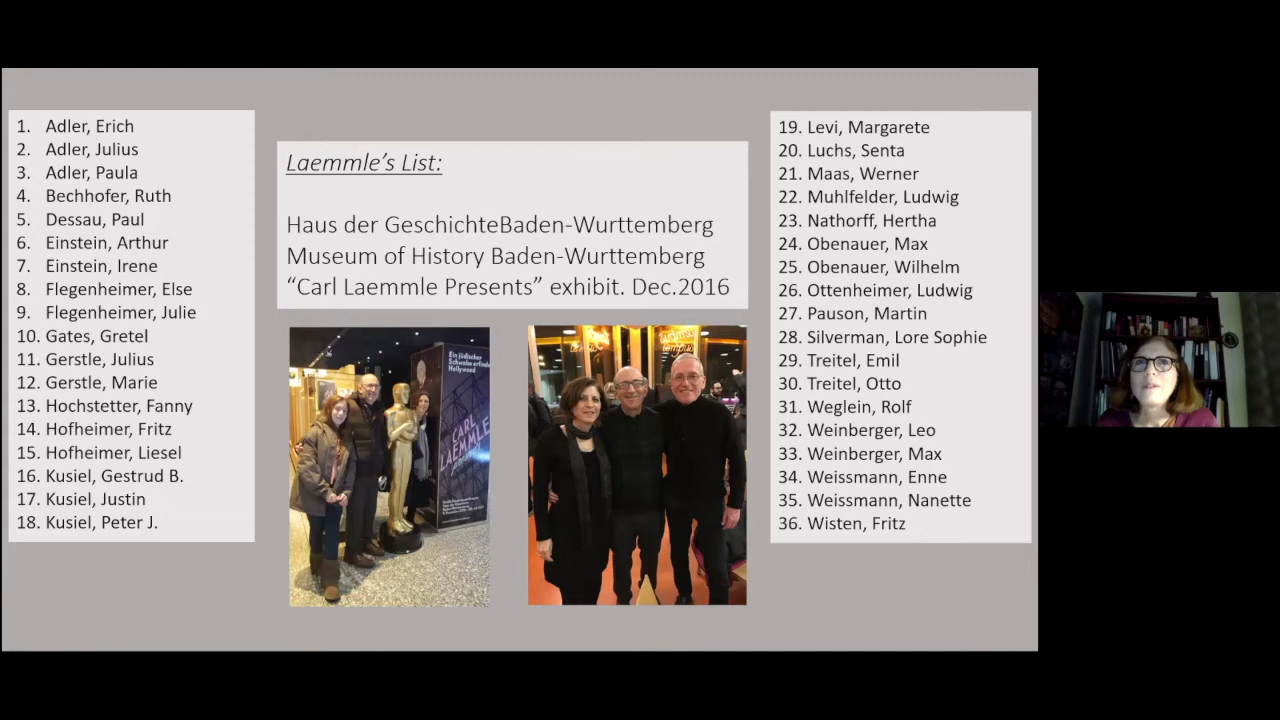 1. Adler, Erich
2. Adler, Julius
3. Adler, Paula
4. Bechhofer, Ruth
5. Dessau, Paul
6. Einstein, Arthur
7. Einstein, Irene
8. Flegenheimer, Else
9. Flegenheimer, Julie
10. Gates, Gretel
11. Gerstle, Julius
12. Gerstle, Marie
13. Hochstetter, Fanny
14. Hofheimer, Fritz
15. Hofheimer, Liesel
16. Kusiel, Gestrud B.
17. Kusiel, Justin
18. Kusiel, Peter J.
Laemmle's List:
Haus der GeschichteBaden-Wurttemberg
Museum of History Baden-Wurttemberg
“Carl Laemmle Presents” exhibit. Dec.2016
Ein jüdischer
Schwabe erfindet
Hollywood
CARL
LAEMMLE
19. Levi, Margarete
20. Luchs, Senta
21. Maas, Werner
22. Muhlfelder, Ludwig
23. Nathorff, Hertha
24. Obenauer, Max
25. Obenauer, Wilhelm
26. Ottenheimer, Ludwig
27. Pauson, Martin
28. Silverman, Lore Sophie
29. Treitel, Emil
30. Treitel, Otto
31. Weglein, Rolf
32. Weinberger, Leo
33. Weinberger, Max
34. Weissmann, Enne
35. Weissmann, Nanette
36. Wisten, Fritz